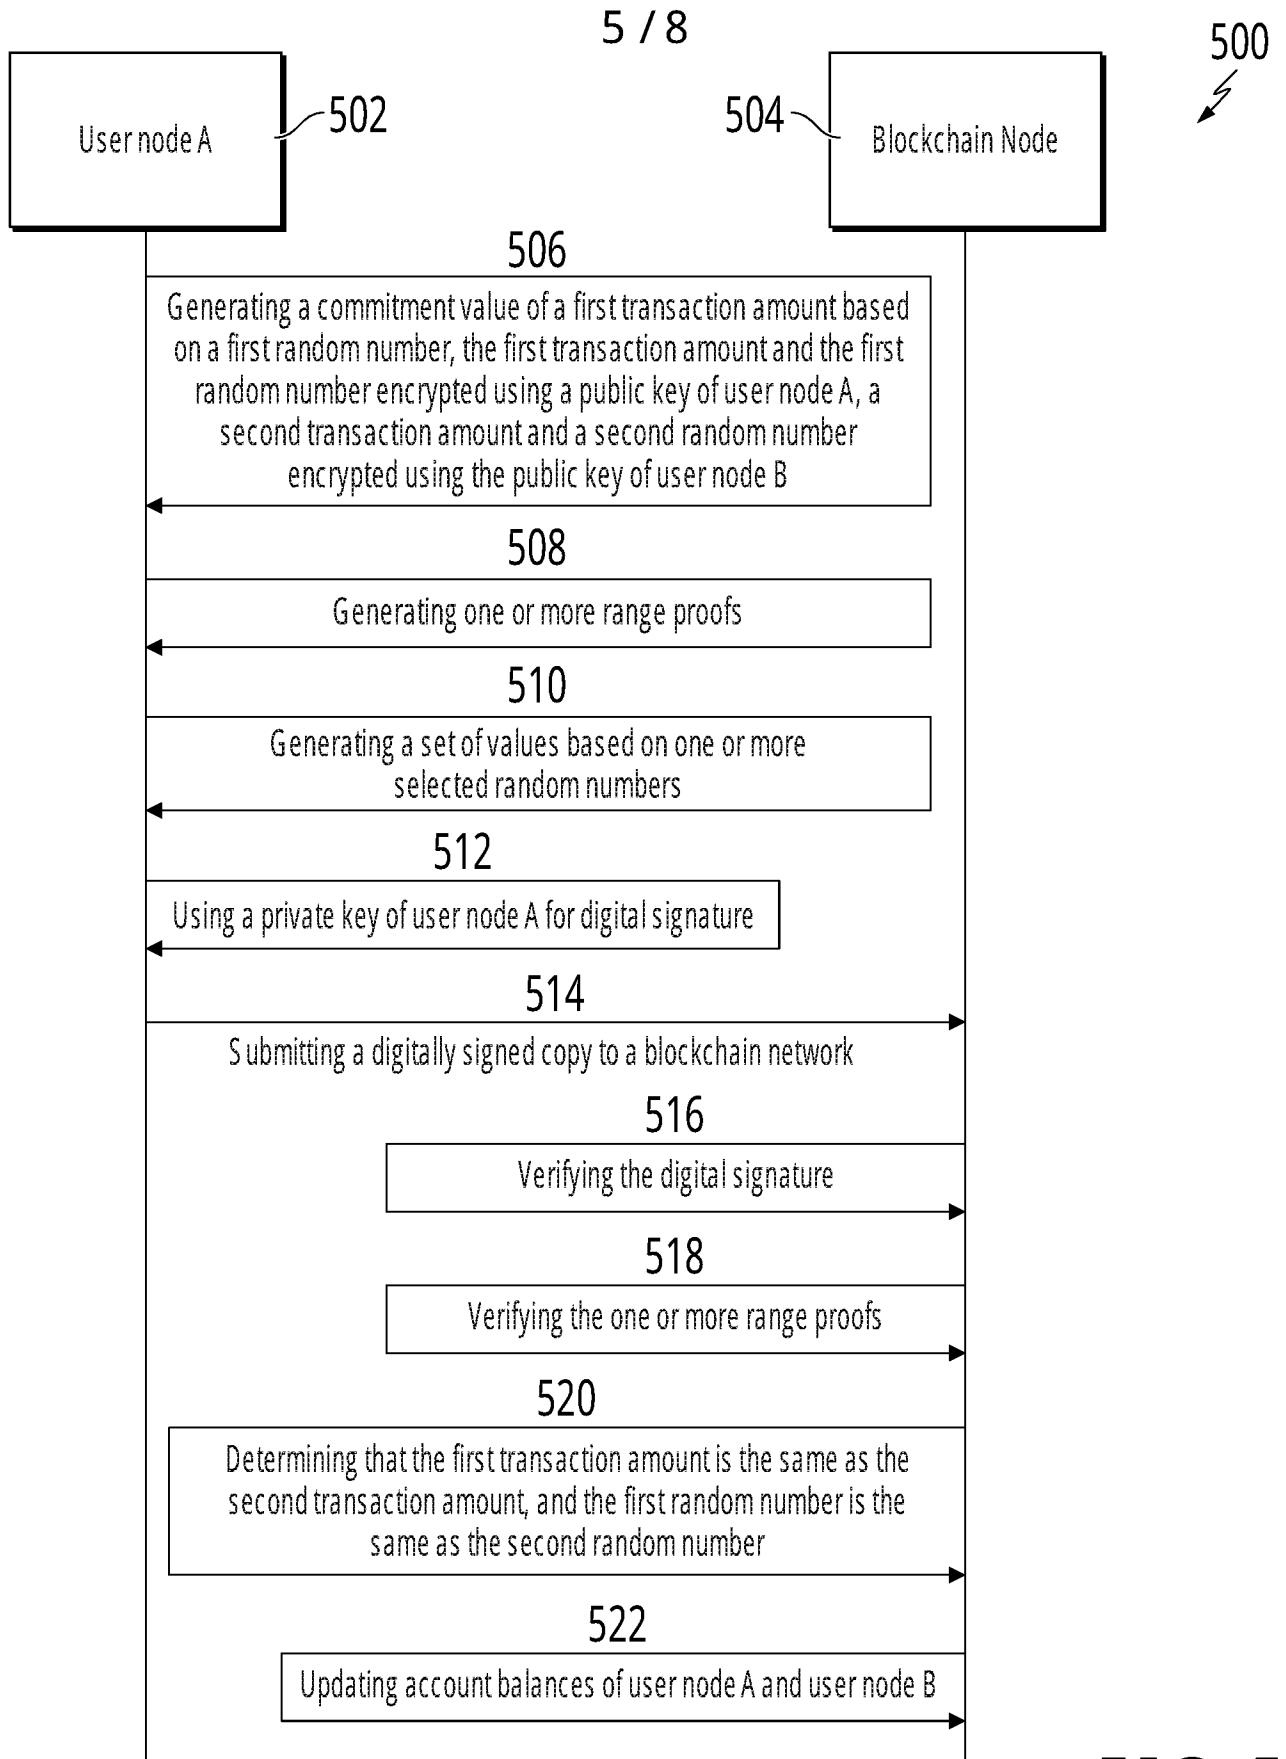 5 / 8
500
User node A
502
504
Blockchain Node
506
Generating a commitment value of a first transaction amount based
on a first random number, the first transaction amount and the first
random number encrypted using a public key of user node A, a
second transaction amount and a second random number
encrypted using the public key of user node B
508
Generating one or more range proofs
510
Generating a set of values based on one or more
selected random numbers
512
Using a private key of user node A for digital signature
514
Submitting a digitally signed copy to a blockchain network
516
Verifying the digital signature
518
Verifying the one or more range proofs
520
Determining that the first transaction amount is the same as the
second transaction amount, and the first random number is the
same as the second random number
522
Updating account balances of user node A and user node B